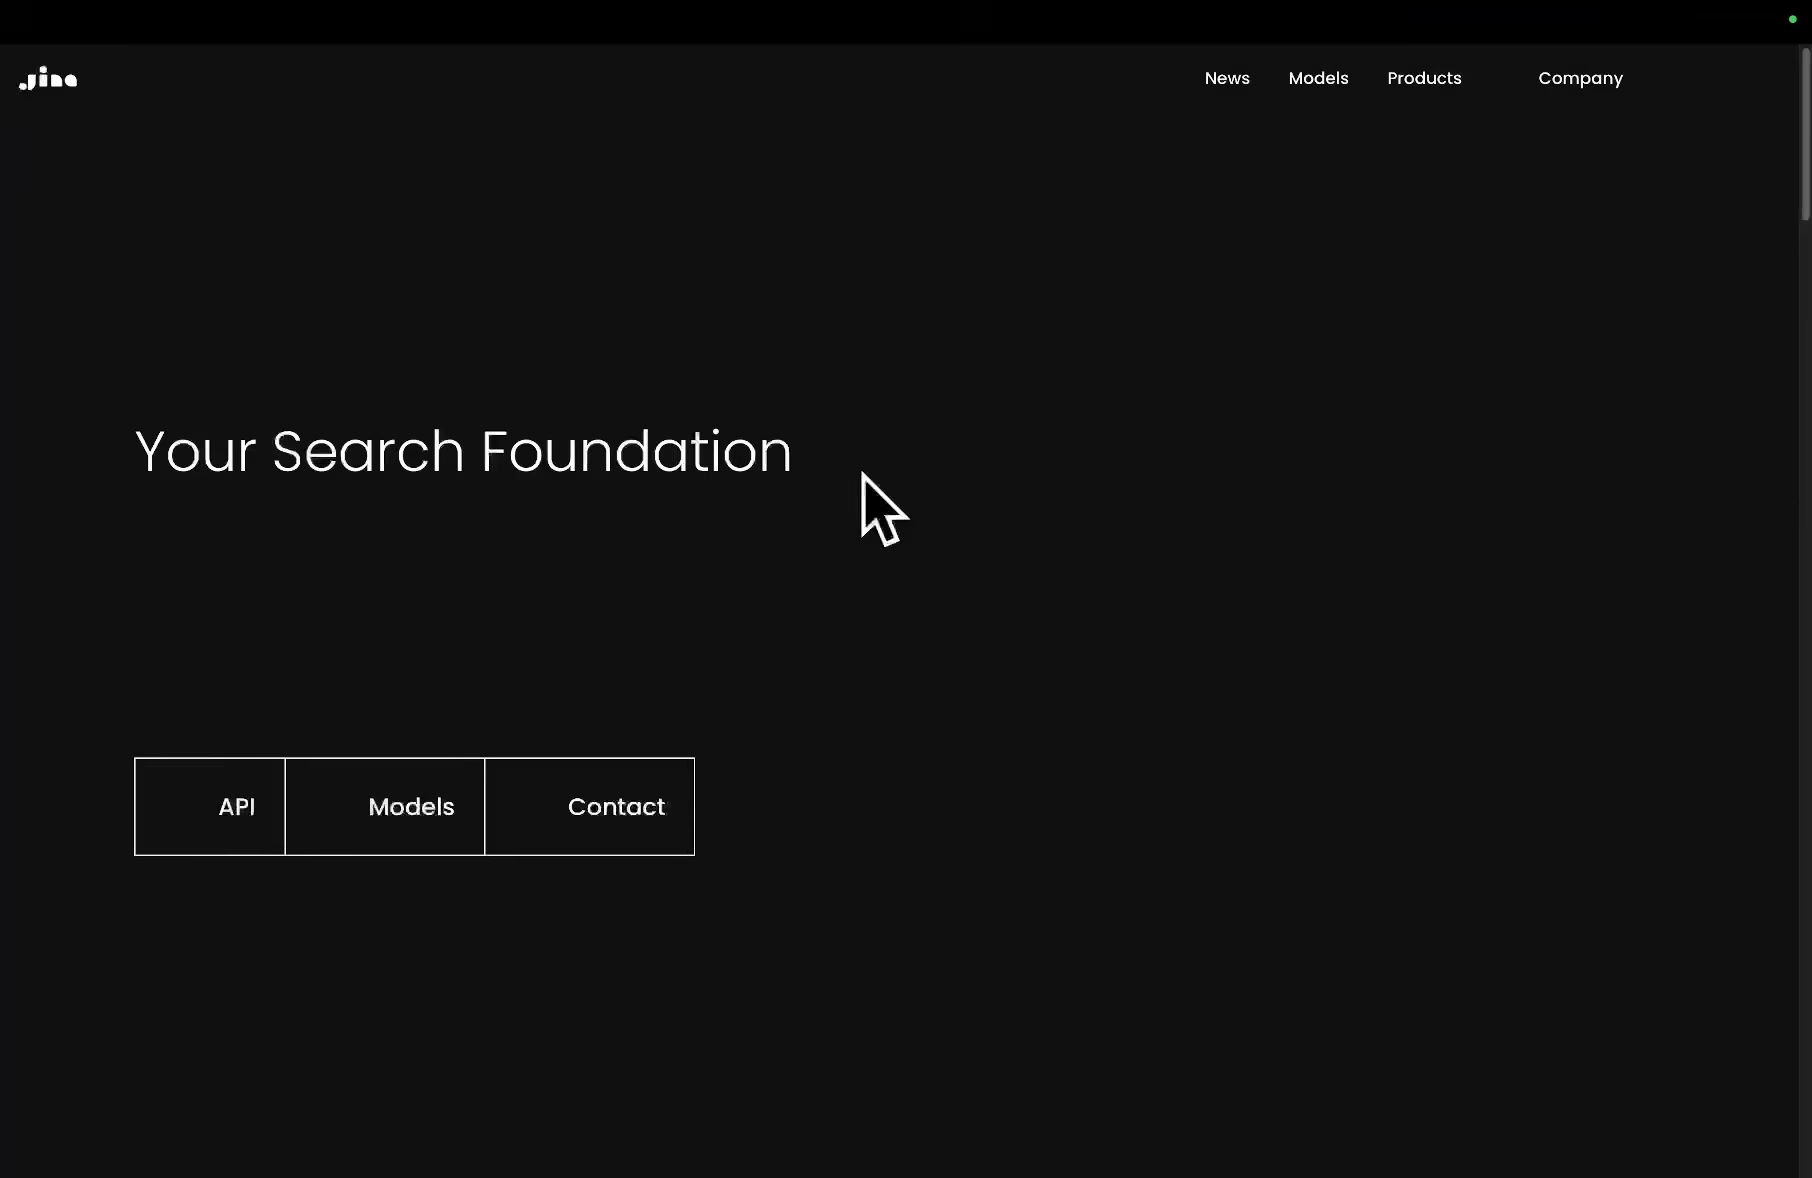 Jina
News
Models
Products
Company
Your Search Foundation
API
Models
Contact